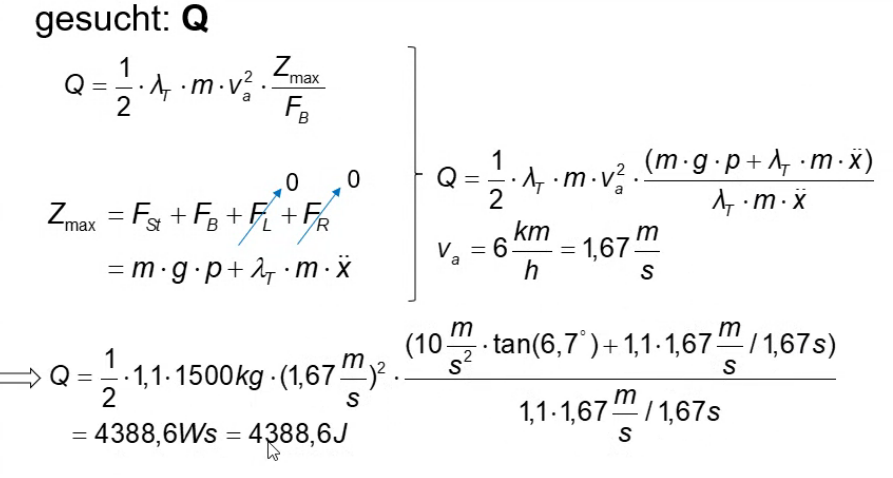 gesucht: Q
Q = 1/2 · λ_T · m · v_a² · Z_max / F_B
0 0
Z_max = F_St + F_B + F_L + F_R
= m · g · p + λ_T · m · ẍ
Q = 1/2 · λ_T · m · v_a² · (m · g · p + λ_T · m · ẍ) / λ_T · m · ẍ
v_a = 6 km/h = 1,67 m/s
⇒ Q = 1/2 · 1,1 · 1500kg · (1,67 m/s)² · (10 m/s² · tan(6,7°) + 1,1 · 1,67 m/s / 1,67s) / 1,1 · 1,67 m/s / 1,67s
= 4388,6Ws = 4388,6J